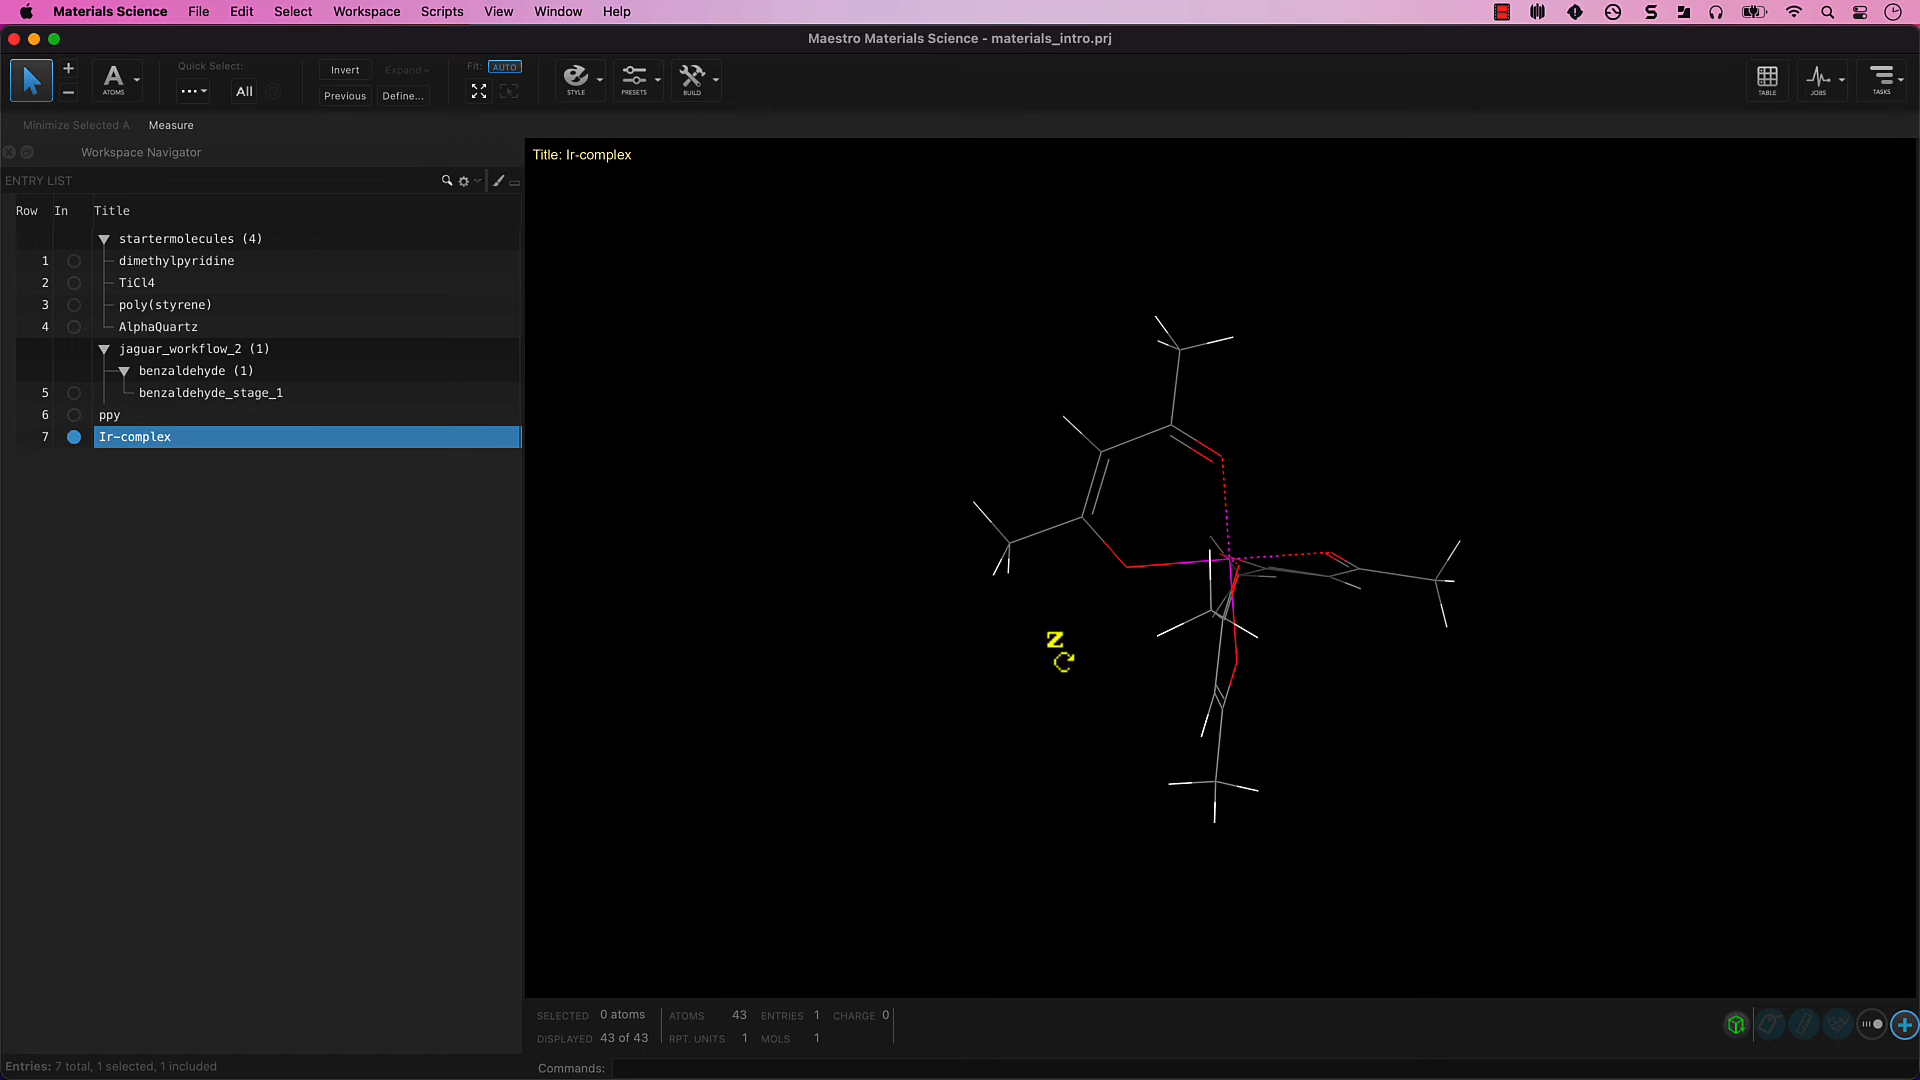 Materials Science File Edit Select Workspace Scripts View Window Help
Maestro Materials Science - materials_intro.prj
ATOMS
Quick Select:
All
Invert
Expand
Previous
Define...
Fit: AUTO
STYLE
PRESETS
BUILD
TABLE
JOBS
TASKS
Minimize Selected A
Measure
Workspace Navigator
ENTRY LIST
Row In Title
startermolecules (4)
1 dimethylpyridine
2 TiCl4
3 poly(styrene)
4 AlphaQuartz
jaguar_workflow_2 (1)
benzaldehyde (1)
5 benzaldehyde_stage_1
6 ppy
7 Ir-complex
Title: Ir-complex
Z
SELECTED 0 atoms ATOMS 43 ENTRIES 1 CHARGE 0
DISPLAYED 43 of 43 RPT. UNITS 1 MOLS 1
Entries: 7 total, 1 selected, 1 included
Commands: